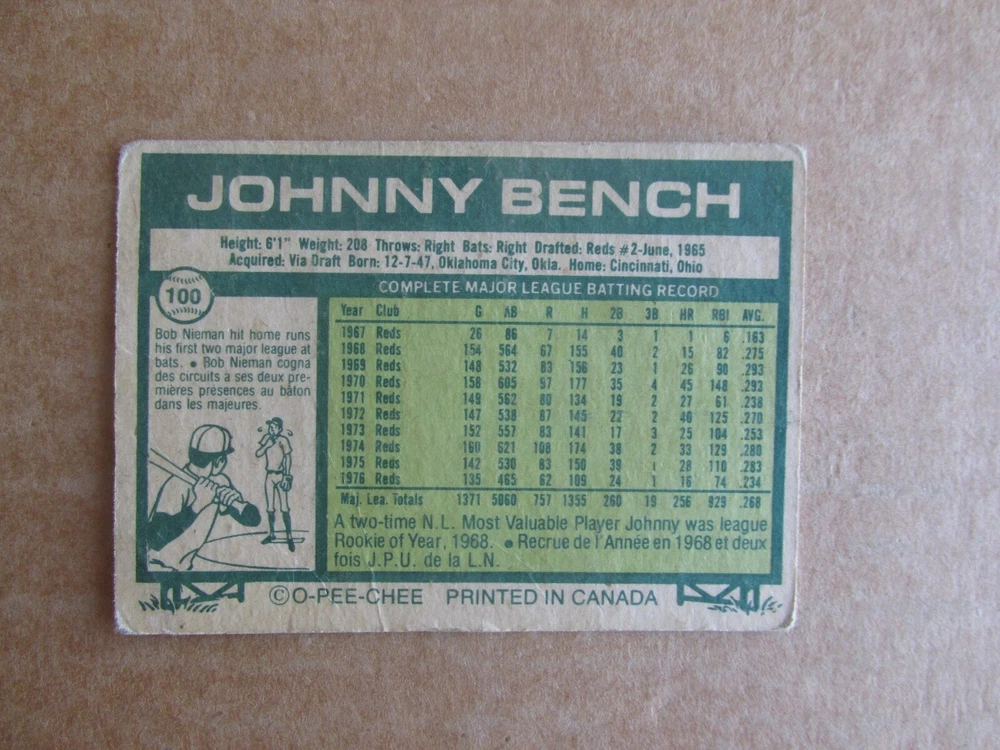 JOHNNY BENCH
Height: 6'1" Weight: 208 Throws: Right Bats: Right Drafted: Reds #2-June, 1965
Acquired: Via Draft Born: 12-7-47, Oklahoma City, Okla. Home: Cincinnati, Ohio
100
COMPLETE MAJOR LEAGUE BATTING RECORD
Bob Nieman hit home runs
his first two major league at
bats. ● Bob Nieman cogna
des circuits à ses deux pre-
mières présences au bâton
dans les majeures.
Year Club G AB R H 2B 3B HR RBI AVG.
1967 Reds 26 86 7 14 3 1 1 6 .163
1968 Reds 154 564 67 155 40 2 15 82 .275
1969 Reds 148 532 83 156 23 1 26 90 .293
1970 Reds 158 605 97 177 35 4 45 148 .293
1971 Reds 149 562 80 134 19 2 27 61 .238
1972 Reds 147 538 87 145 22 2 40 125 .270
1973 Reds 152 557 83 141 17 3 25 104 .253
1974 Reds 160 621 108 174 38 2 33 129 .280
1975 Reds 142 530 83 150 39 1 28 110 .283
1976 Reds 135 465 62 109 24 1 16 74 .234
Maj. Lea. Totals 1371 5060 757 1355 260 19 256 929 .268
A two-time N.L. Most Valuable Player Johnny was league
Rookie of Year, 1968. ● Recrue de l'Année en 1968 et deux
fois J.P.U. de la L.N.
©O-PEE-CHEE PRINTED IN CANADA